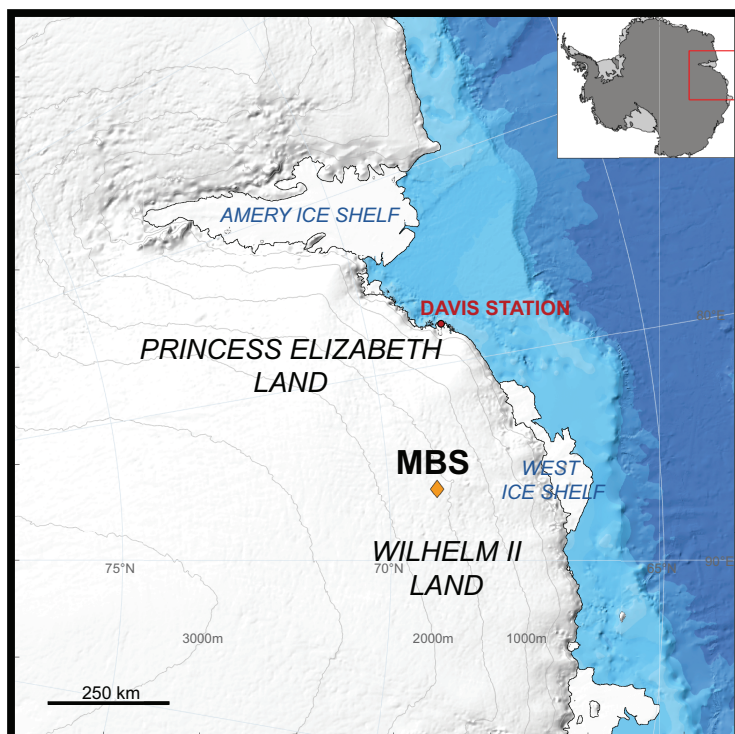 AMERY ICE SHELF
DAVIS STATION
PRINCESS ELIZABETH
LAND
MBS
WEST
ICE SHELF
WILHELM II
LAND
75°N
70°N
3000m
2000m
1000m
250 km